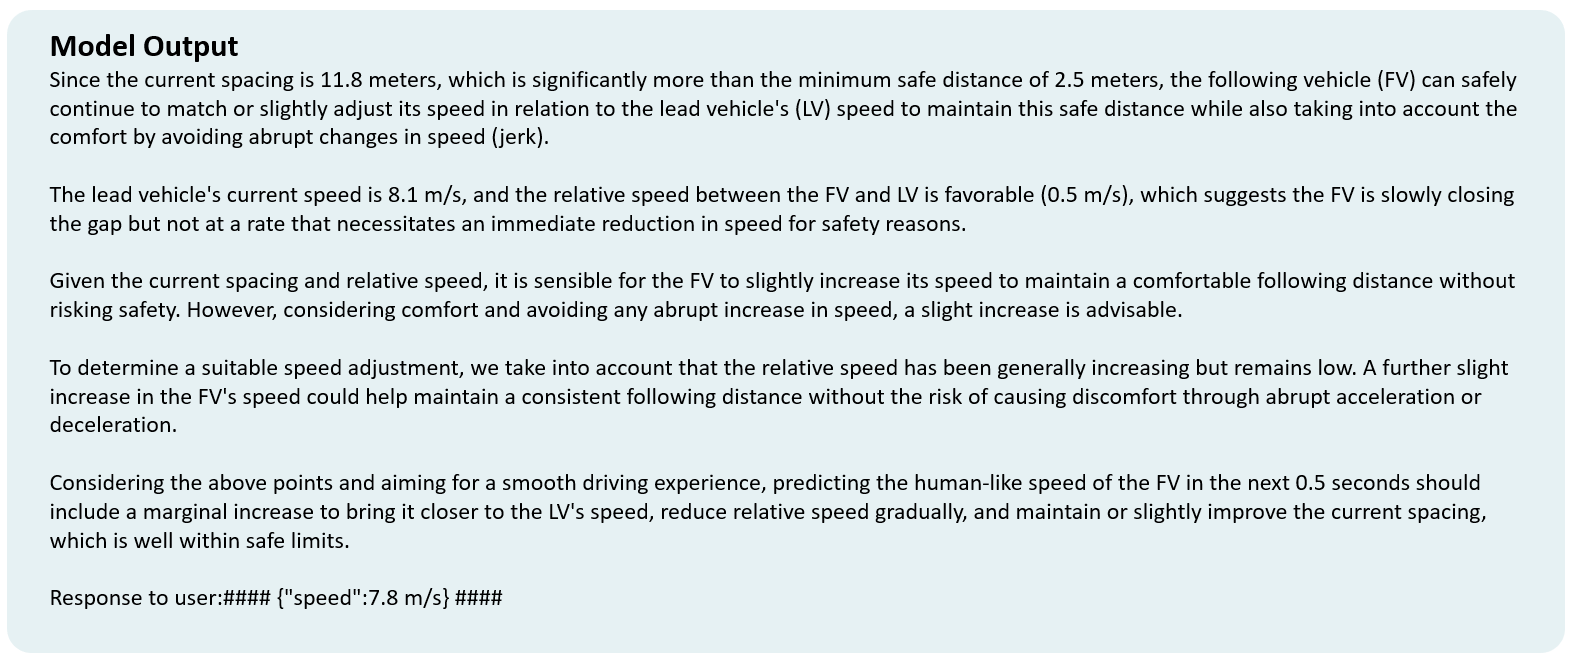 Model Output
Since the current spacing is 11.8 meters, which is significantly more than the minimum safe distance of 2.5 meters, the following vehicle (FV) can safely
continue to match or slightly adjust its speed in relation to the lead vehicle's (LV) speed to maintain this safe distance while also taking into account the
comfort by avoiding abrupt changes in speed (jerk).
The lead vehicle's current speed is 8.1 m/s, and the relative speed between the FV and LV is favorable (0.5 m/s), which suggests the FV is slowly closing
the gap but not at a rate that necessitates an immediate reduction in speed for safety reasons.
Given the current spacing and relative speed, it is sensible for the FV to slightly increase its speed to maintain a comfortable following distance without
risking safety. However, considering comfort and avoiding any abrupt increase in speed, a slight increase is advisable.
To determine a suitable speed adjustment, we take into account that the relative speed has been generally increasing but remains low. A further slight
increase in the FV's speed could help maintain a consistent following distance without the risk of causing discomfort through abrupt acceleration or
deceleration.
Considering the above points and aiming for a smooth driving experience, predicting the human-like speed of the FV in the next 0.5 seconds should
include a marginal increase to bring it closer to the LV's speed, reduce relative speed gradually, and maintain or slightly improve the current spacing,
which is well within safe limits.
Response to user:#### {"speed":7.8 m/s} ####